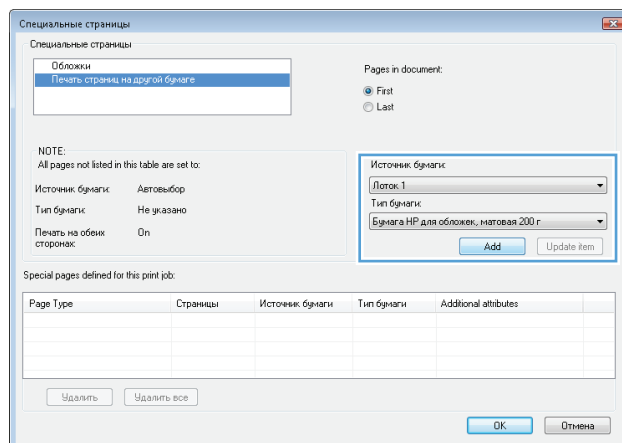 Специальные страницы
Специальные страницы
Обложки
Печать страниц на другой бумаге
Pages in document:
First
Last
NOTE:
All pages not listed in this table are set to:
Источник бумаги: Автовыбор
Тип бумаги: Не указано
Печать на обеих сторонах: On
Источник бумаги:
Лоток 1
Тип бумаги:
Бумага HP для обложек, матовая 200 г
Add Update item
Special pages defined for this print job:
Page Type Страницы Источник бумаги Тип бумаги Additional attributes
Удалить Удалить все
OK Отмена